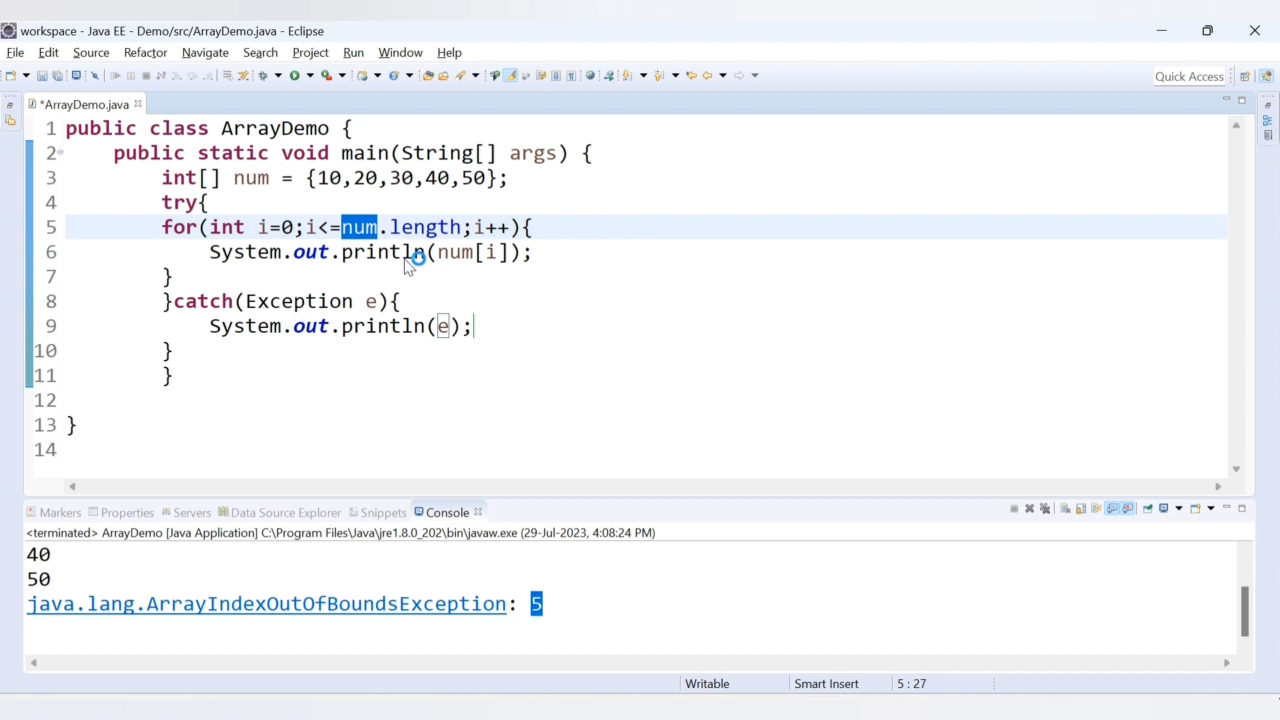 workspace - Java EE - Demo/src/ArrayDemo.java - Eclipse
File Edit Source Refactor Navigate Search Project Run Window Help
Quick Access
*ArrayDemo.java
1 public class ArrayDemo {
2 public static void main(String[] args) {
3 int[] num = {10,20,30,40,50};
4 try{
5 for(int i=0;i<=num.length;i++){
6 System.out.println(num[i]);
7 }
8 }catch(Exception e){
9 System.out.println(e);
10 }
11 }
12
13 }
14
Markers Properties Servers Data Source Explorer Snippets Console
<terminated> ArrayDemo [Java Application] C:\Program Files\Java\jre1.8.0_202\bin\javaw.exe (29-Jul-2023, 4:08:24 PM)
40
50
java.lang.ArrayIndexOutOfBoundsException: 5
Writable Smart Insert 5 : 27